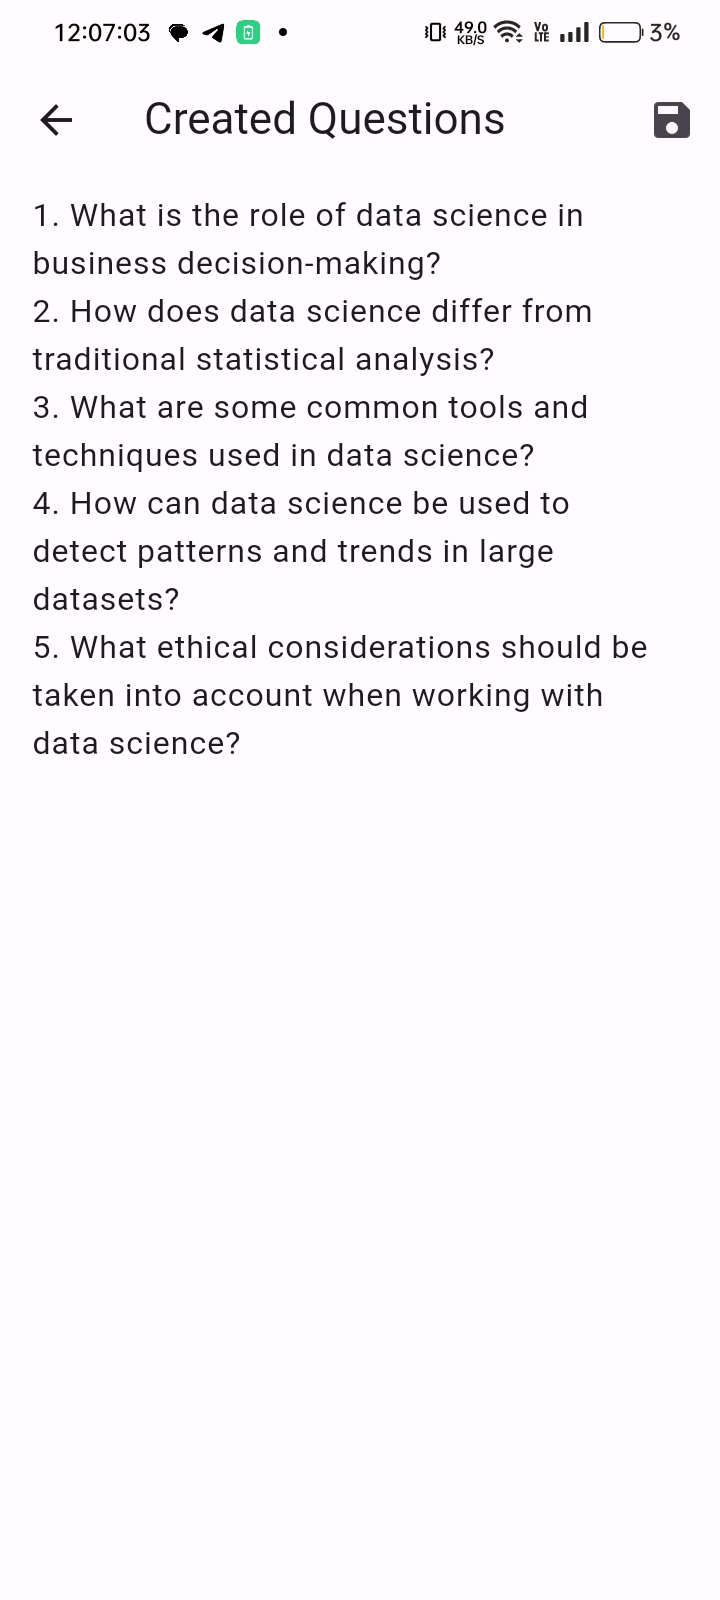 12:07:03 49.0 KB/S Vo LTE 3%
Created Questions
1. What is the role of data science in
business decision-making?
2. How does data science differ from
traditional statistical analysis?
3. What are some common tools and
techniques used in data science?
4. How can data science be used to
detect patterns and trends in large
datasets?
5. What ethical considerations should be
taken into account when working with
data science?